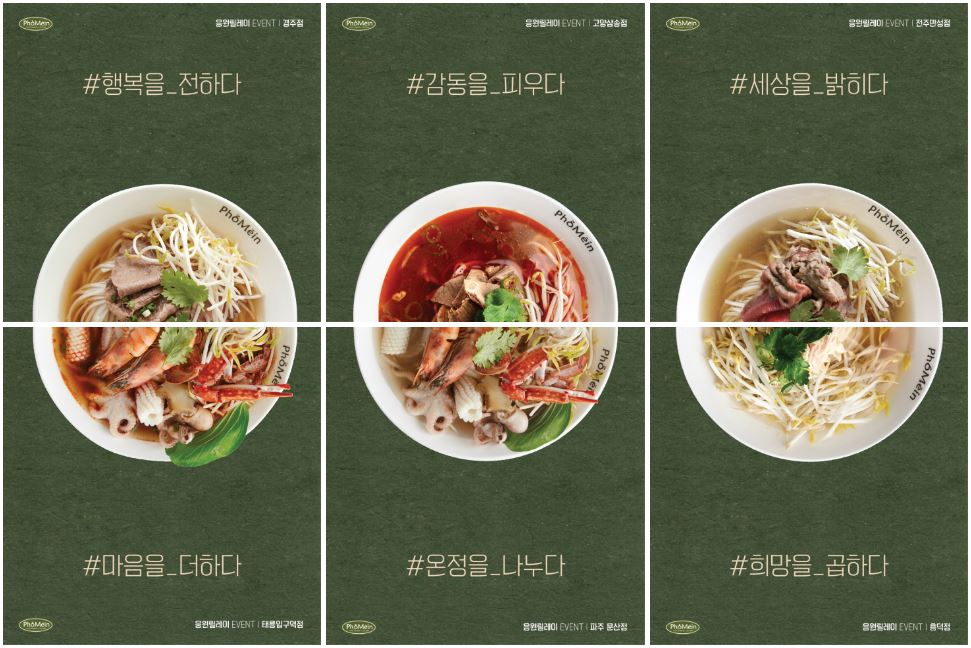 PhởMein
응원릴레이 EVENT | 경주점
#행복을_전하다
PhởMein
PhởMein
응원릴레이 EVENT | 고양삼송점
#감동을_피우다
PhởMein
PhởMein
응원릴레이 EVENT | 전주만성점
#세상을_밝히다
PhởMein
PhởMein
#마음을_더하다
PhởMein
응원릴레이 EVENT | 태릉입구역점
PhởMein
#온정을_나누다
PhởMein
응원릴레이 EVENT | 파주 문산점
PhởMein
#희망을_곱하다
PhởMein
응원릴레이 EVENT | 흥덕점